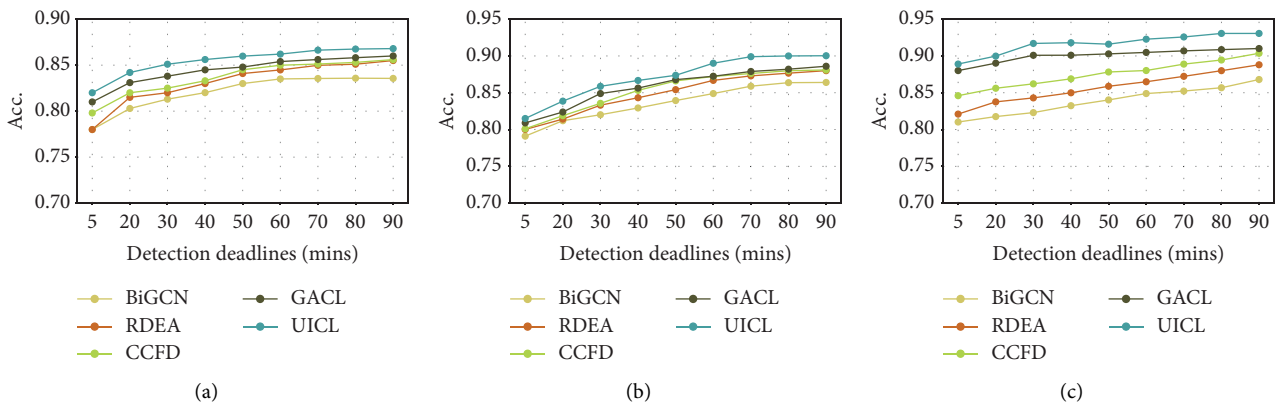 0.90
0.85
0.80
0.75
0.70
Acc.
5 20 30 40 50 60 70 80 90
Detection deadlines (mins)
BiGCN GACL
RDEA UICL
CCFD
(a)
0.95
0.90
0.85
0.80
0.75
0.70
Acc.
5 20 30 40 50 60 70 80 90
Detection deadlines (mins)
BiGCN GACL
RDEA UICL
CCFD
(b)
0.95
0.90
0.85
0.80
0.75
0.70
Acc.
5 20 30 40 50 60 70 80 90
Detection deadlines (mins)
BiGCN GACL
RDEA UICL
CCFD
(c)